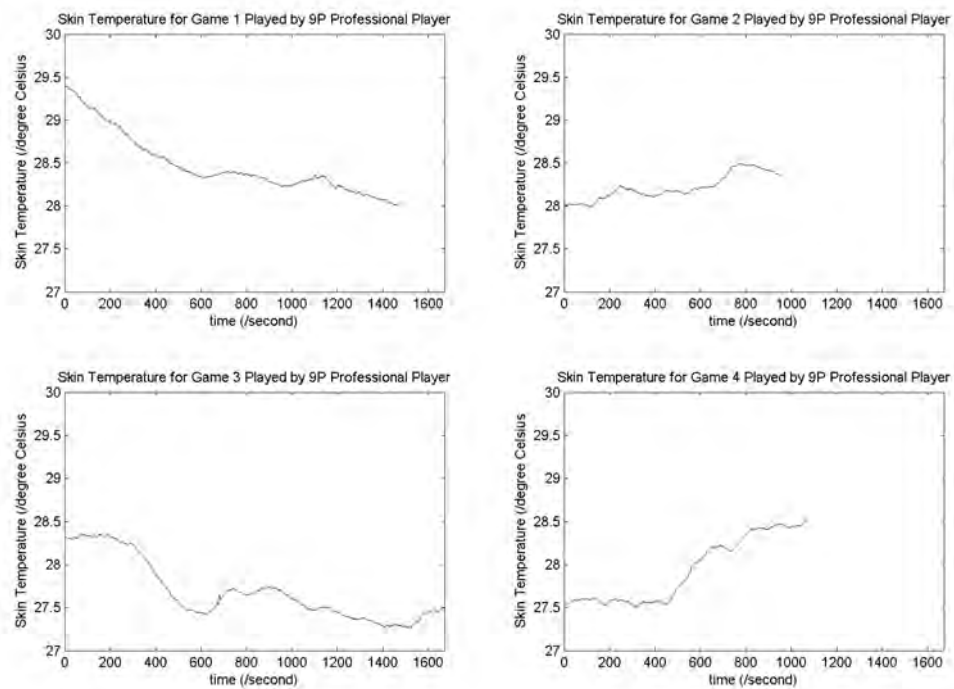 Skin Temperature for Game 1 Played by 9P Professional Player
30
29.5
29
28.5
28
27.5
27
Skin Temperature (/degree Celsius
0 200 400 600 800 1000 1200 1400 1600
time (/second)
Skin Temperature for Game 2 Played by 9P Professional Player
30
29.5
29
28.5
28
27.5
27
Skin Temperature (/degree Celsius
0 200 400 600 800 1000 1200 1400 1600
time (/second)
Skin Temperature for Game 3 Played by 9P Professional Player
30
29.5
29
28.5
28
27.5
27
Skin Temperature (/degree Celsius
0 200 400 600 800 1000 1200 1400 1600
time (/second)
Skin Temperature for Game 4 Played by 9P Professional Player
30
29.5
29
28.5
28
27.5
27
Skin Temperature (/degree Celsius
0 200 400 600 800 1000 1200 1400 1600
time (/second)